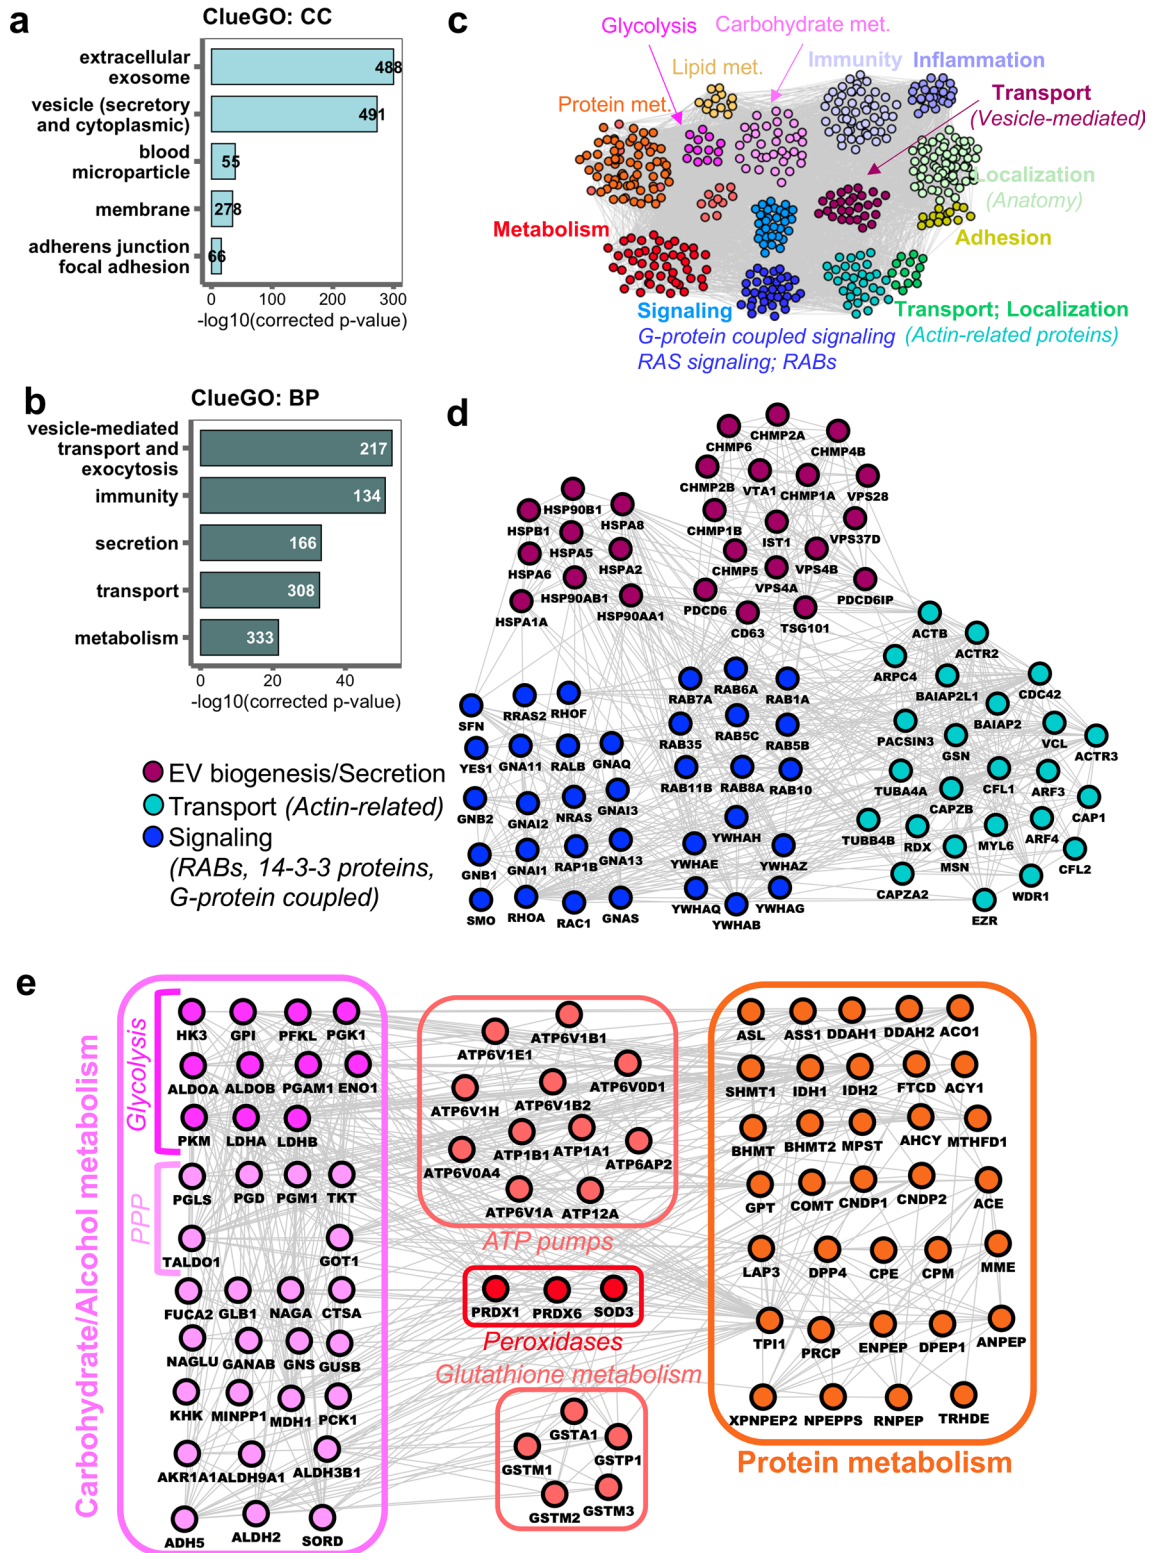 a
ClueGO: CC
extracellular
exosome
488
vesicle (secretory
and cytoplasmic)
491
blood
microparticle
55
membrane
278
adherens junction
focal adhesion
66
0 100 200 300
-log10(corrected p-value)
b
ClueGO: BP
vesicle-mediated
transport and
exocytosis
217
immunity
134
secretion
166
transport
308
metabolism
333
0 20 40
-log10(corrected p-value)
EV biogenesis/Secretion
Transport (Actin-related)
Signaling
(RABs, 14-3-3 proteins,
G-protein coupled)
c
Glycolysis
Carbohydrate met.
Lipid met.
Immunity
Inflammation
Protein met.
Transport
(Vesicle-mediated)
Localization
(Anatomy)
Metabolism
Adhesion
Signaling
G-protein coupled signaling
RAS signaling; RABs
Transport; Localization
(Actin-related proteins)
d
CHMP6 CHMP2A CHMP4B
CHMP2B VTA1 CHMP1A VPS28
CHMP1B IST1 VPS37D
CHMP5 VPS4A VPS4B
PDCD6 CD63 TSG101 PDCD6IP
HSPB1 HSP90B1 HSPA8
HSPA6 HSPA5 HSPA2
HSPA1A HSP90AB1 HSP90AA1
SFN RRAS2 RHOF
YES1 GNA11 RALB GNAQ
GNB2 GNAI2 NRAS GNAI3
GNB1 GNAI1 RAP1B GNA13
SMO RHOA RAC1 GNAS
RAB7A RAB6A RAB1A
RAB35 RAB5C RAB5B
RAB11B RAB8A RAB10
YWHAH
YWHAE YWHAZ
YWHAQ YWHAB YWHAG
ACTB ACTR2
ARPC4 BAIAP2L1 CDC42
PACSIN3 GSN BAIAP2 VCL ACTR3
TUBA4A CAPZB CFL1 ARF3 CAP1
TUBB4B RDX MSN MYL6 ARF4 CFL2
CAPZA2 EZR WDR1
e
Carbohydrate/Alcohol metabolism
Glycolysis
HK3 GPI PFKL PGK1
ALDOA ALDOB PGAM1 ENO1
PKM LDHA LDHB
PPP
PGLS PGD PGM1 TKT
TALDO1 GOT1
FUCA2 GLB1 NAGA CTSA
NAGLU GANAB GNS GUSB
KHK MINPP1 MDH1 PCK1
AKR1A1 ALDH9A1 ALDH3B1
ADH5 ALDH2 SORD
ATP6V1E1 ATP6V1B1
ATP6V1H ATP6V1B2 ATP6V0D1
ATP6V0A4 ATP1B1 ATP1A1 ATP6AP2
ATP6V1A ATP12A
ATP pumps
PRDX1 PRDX6 SOD3
Peroxidases
Glutathione metabolism
GSTA1
GSTM1 GSTP1
GSTM2 GSTM3
ASL ASS1 DDAH1 DDAH2 ACO1
SHMT1 IDH1 IDH2 FTCD ACY1
BHMT BHMT2 MPST AHCY MTHFD1
GPT COMT CNDP1 CNDP2 ACE
LAP3 DPP4 CPE CPM MME
TPI1 PRCP ENPEP DPEP1 ANPEP
XPNPEP2 NPEPPS RNPEP TRHDE
Protein metabolism